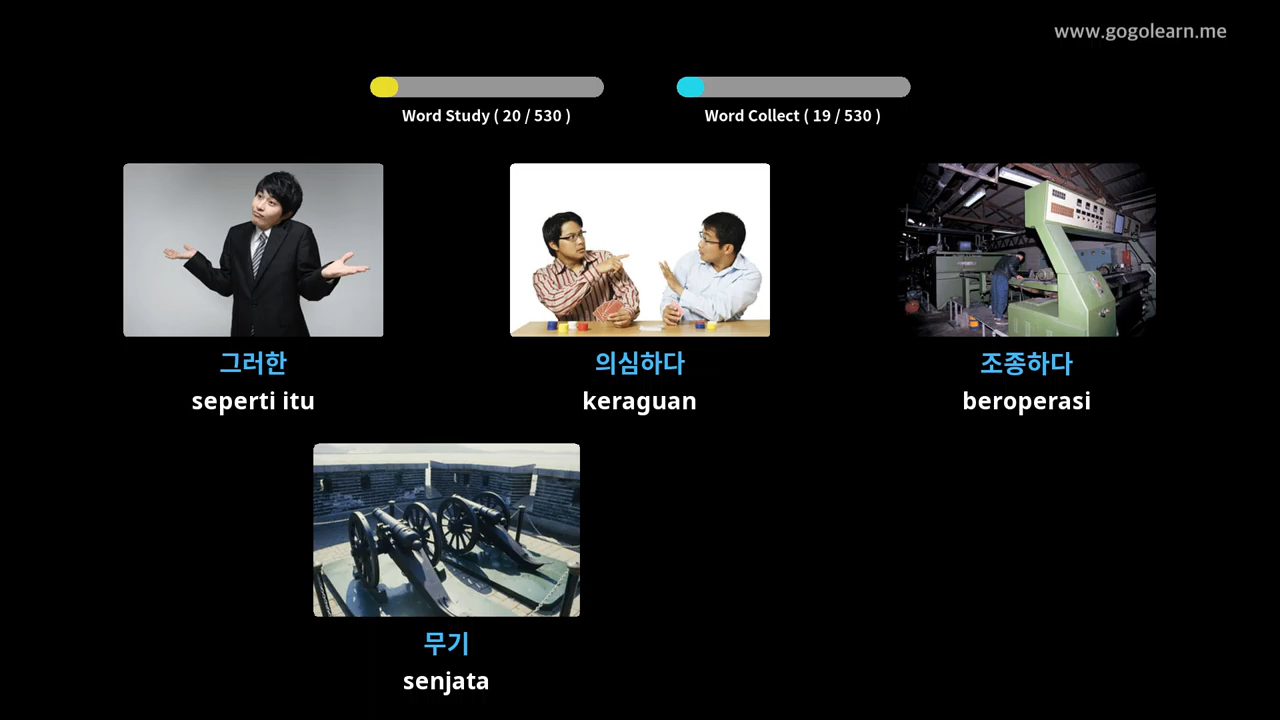 www.gogolearn.me
Word Study ( 20 / 530 )
Word Collect ( 19 / 530 )
그러한
seperti itu
의심하다
keraguan
조종하다
beroperasi
무기
senjata